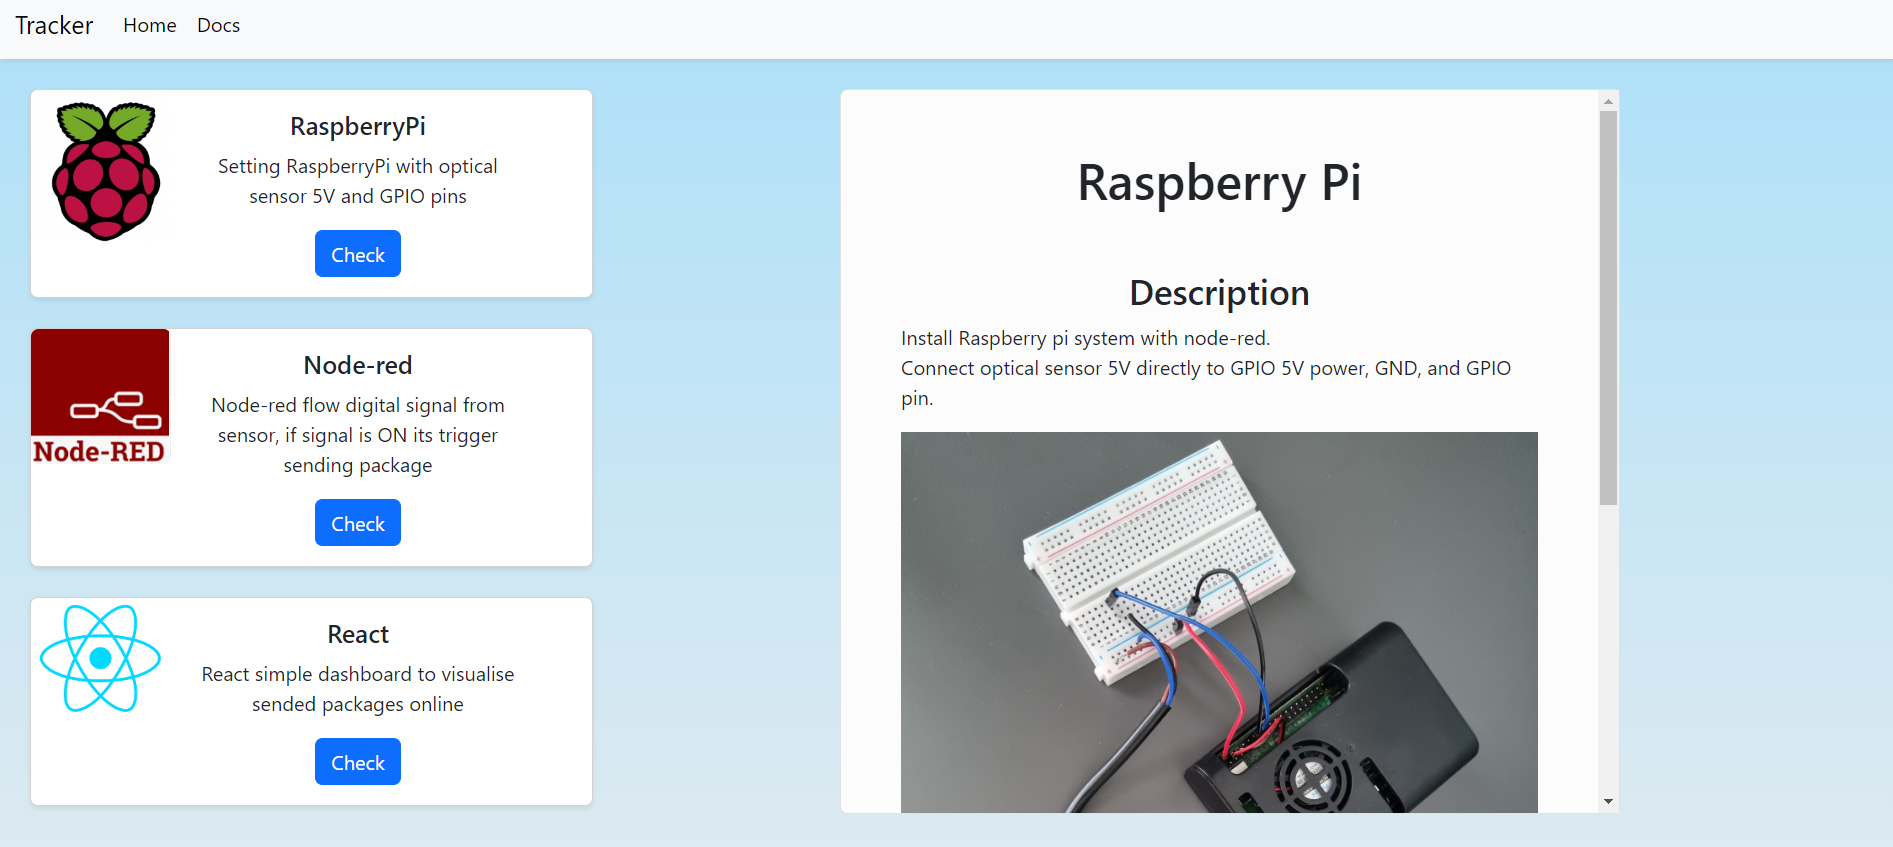 Tracker Home Docs
RaspberryPi
Setting RaspberryPi with optical
sensor 5V and GPIO pins
Check
Node-RED
Node-red
Node-red flow digital signal from
sensor, if signal is ON its trigger
sending package
Check
React
React simple dashboard to visualise
sended packages online
Check
Raspberry Pi
Description
Install Raspberry pi system with node-red.
Connect optical sensor 5V directly to GPIO 5V power, GND, and GPIO
pin.